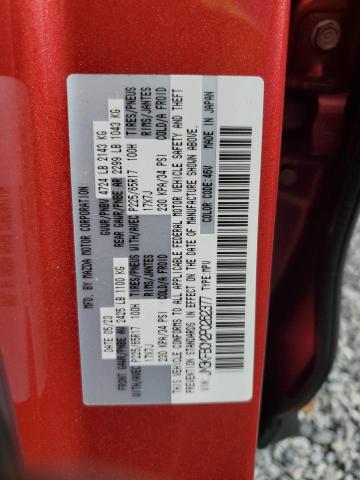 MFD BY MAZDA MOTOR CORPORATION
DATE 05/23 GVWR/PNBV 4724 LB 2143 KG
FRONT GAWR/PNBE AV 2425 LB 1100 KG REAR GAWR/PNBE AR 2299 LB 1043 KG
WITH/AVEC TIRES/PNEUS P225/65R17 100H WITH/AVEC TIRES/PNEUS P225/65R17 100H
RIMS/JANTES 17X7J RIMS/JANTES 17X7J
COLD/A FROID 230 KPA/34 PSI COLD/A FROID 230 KPA/34 PSI
THIS VEHICLE CONFORMS TO ALL APPLICABLE FEDERAL MOTOR VEHICLE SAFETY AND THEFT
PREVENTION STANDARDS IN EFFECT ON THE DATE OF MANUFACTURE SHOWN ABOVE.
COLOR/CODE 46V MADE IN JAPAN
VIN: TYPE: MPV